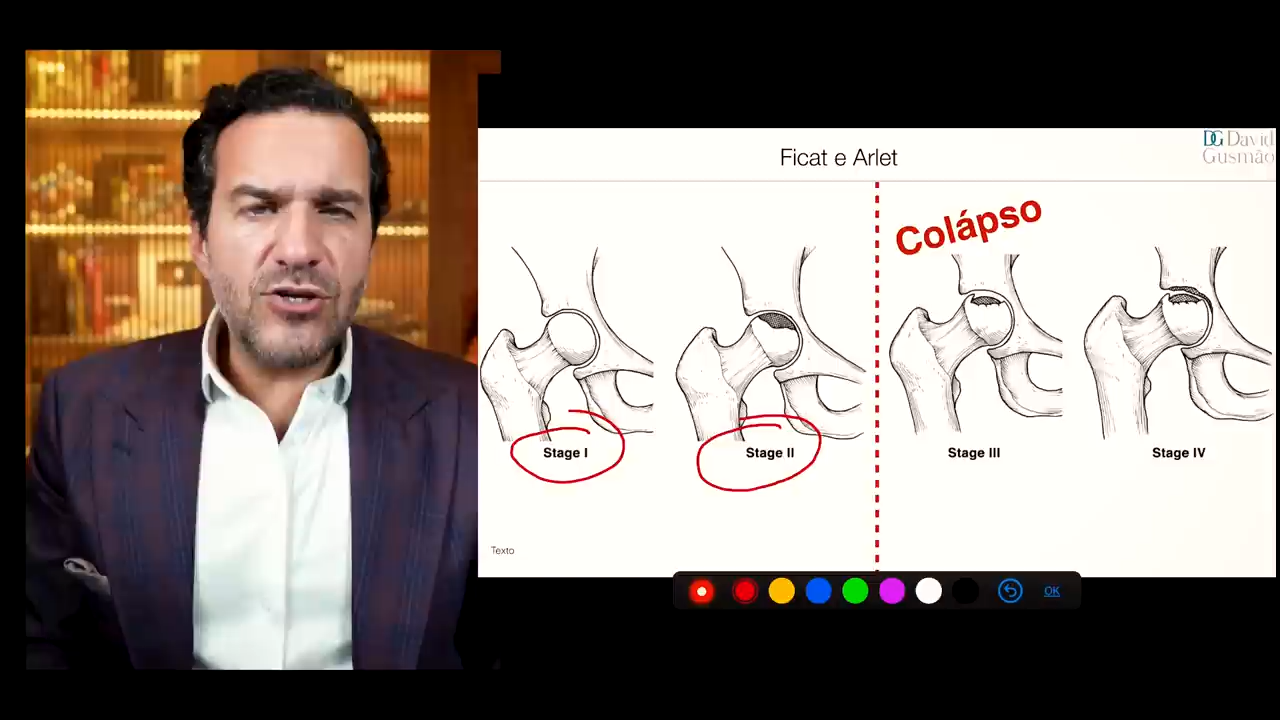 Ficat e Arlet
DG David
Gusmão
Colápso
Stage I
Stage II
Stage III
Stage IV
Texto
OK